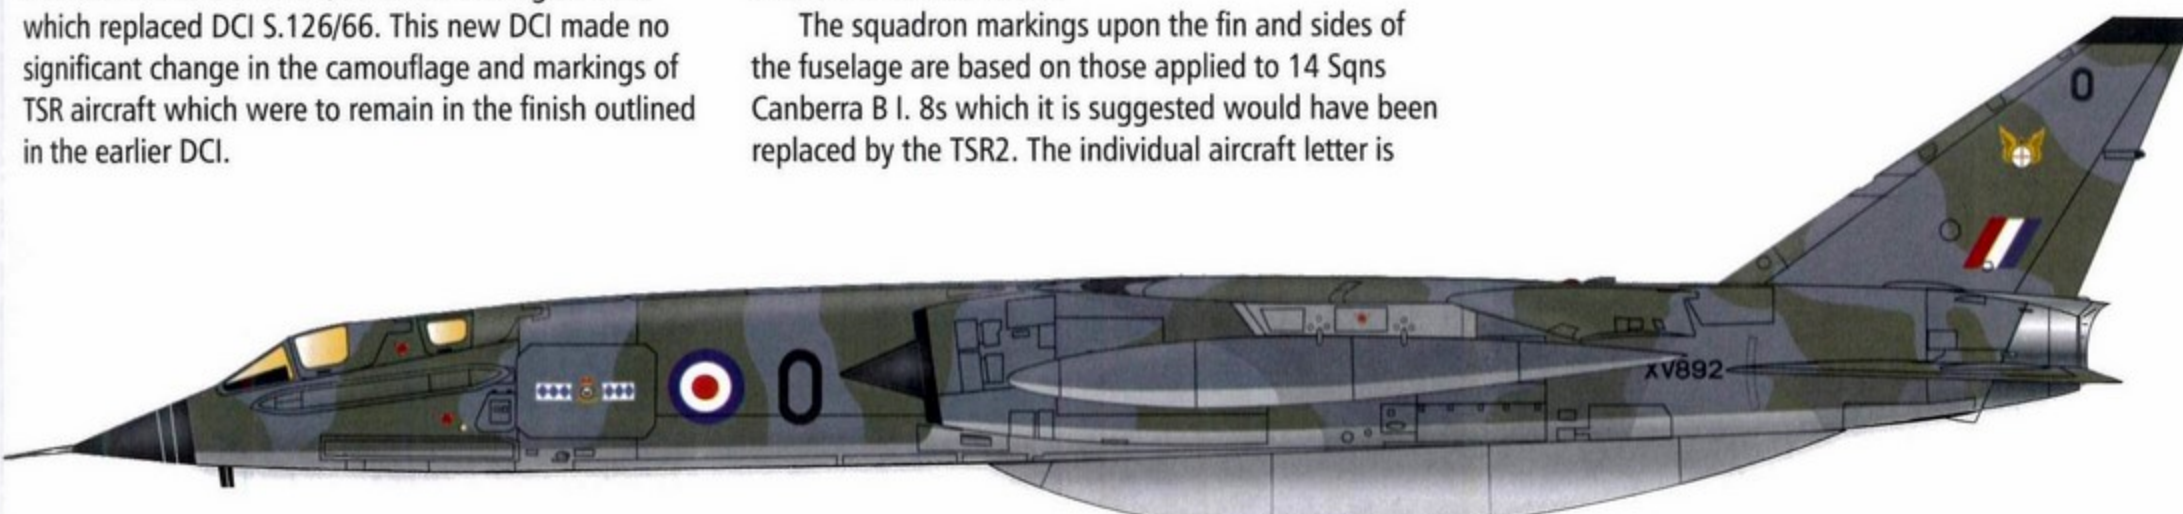 which replaced DCI S.126/66. This new DCI made no
significant change in the camouflage and markings of
TSR aircraft which were to remain in the finish outlined
in the earlier DCI.
The squadron markings upon the fin and sides of
the fuselage are based on those applied to 14 Sqns
Canberra B I. 8s which it is suggested would have been
replaced by the TSR2. The individual aircraft letter is
O
O
XV892